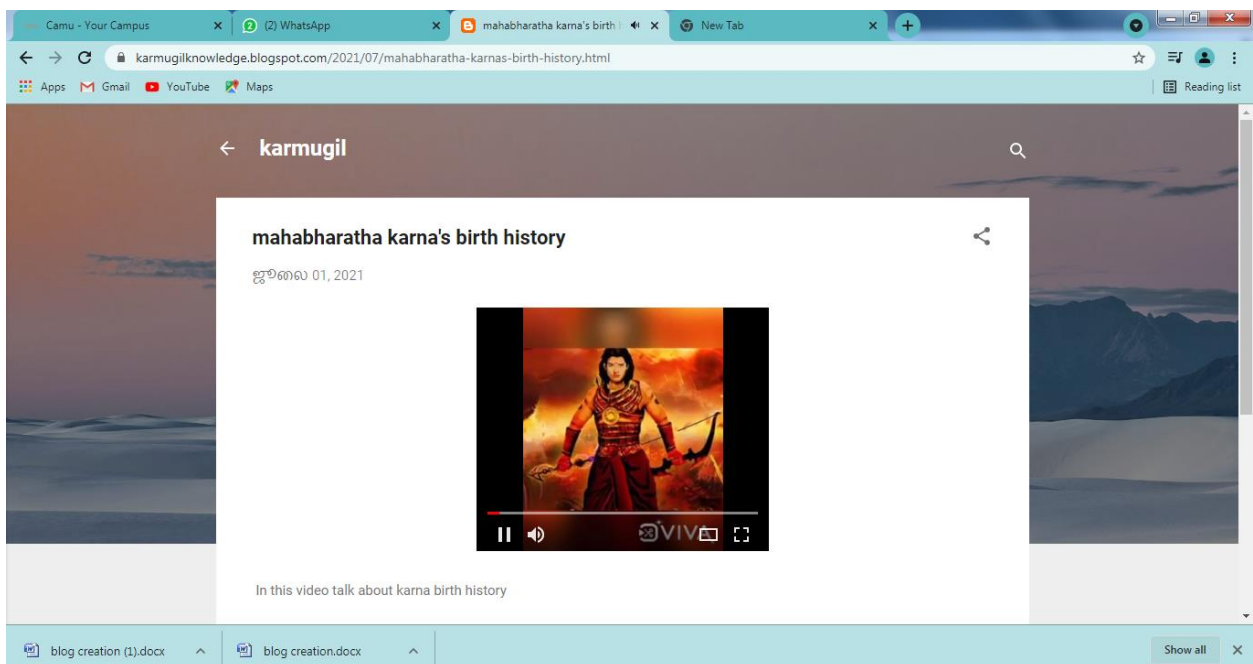 Camu - Your Campus
(2) WhatsApp
mahabharatha karna's birth
New Tab
karmugilknowledge.blogspot.com/2021/07/mahabharatha-karnas-birth-history.html
Apps
Gmail
YouTube
Maps
Reading list
karmugil
mahabharatha karna's birth history
ஜூலை 01, 2021
VIVA
In this video talk about karna birth history
blog creation (1).docx
blog creation.docx
Show all